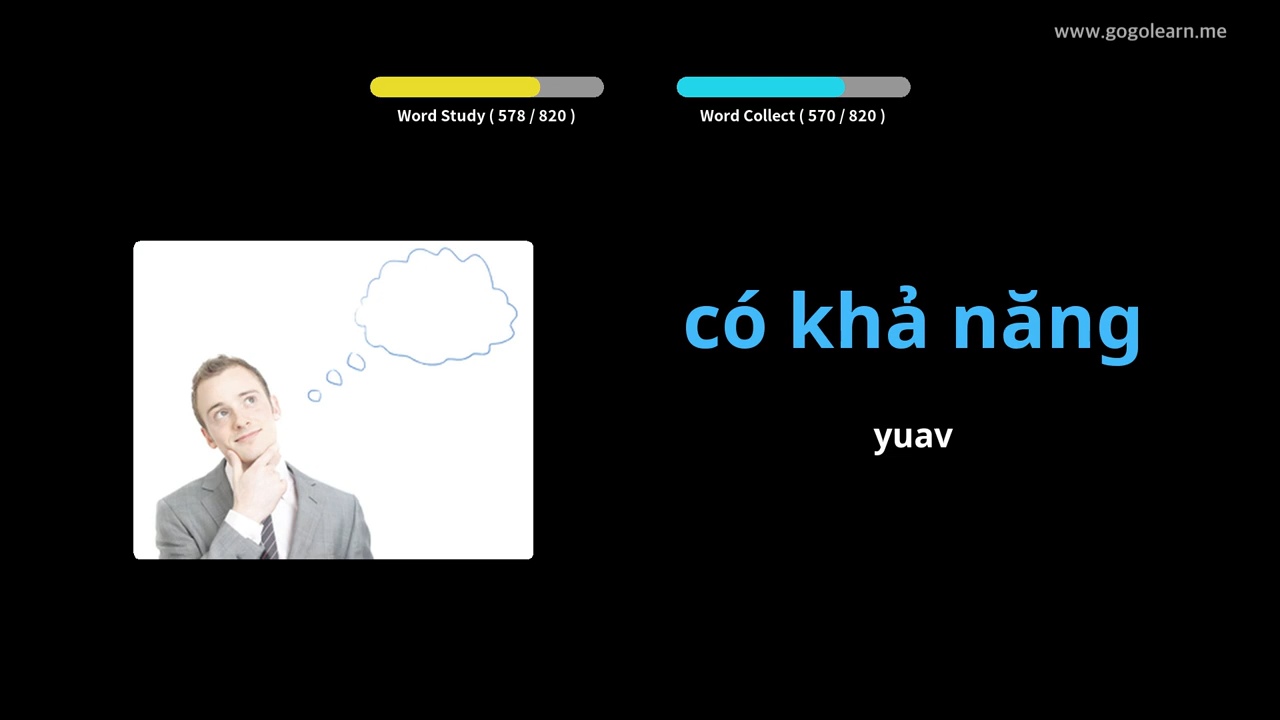 www.gogolearn.me
Word Study ( 578 / 820 )
Word Collect ( 570 / 820 )
có khả năng
yuav